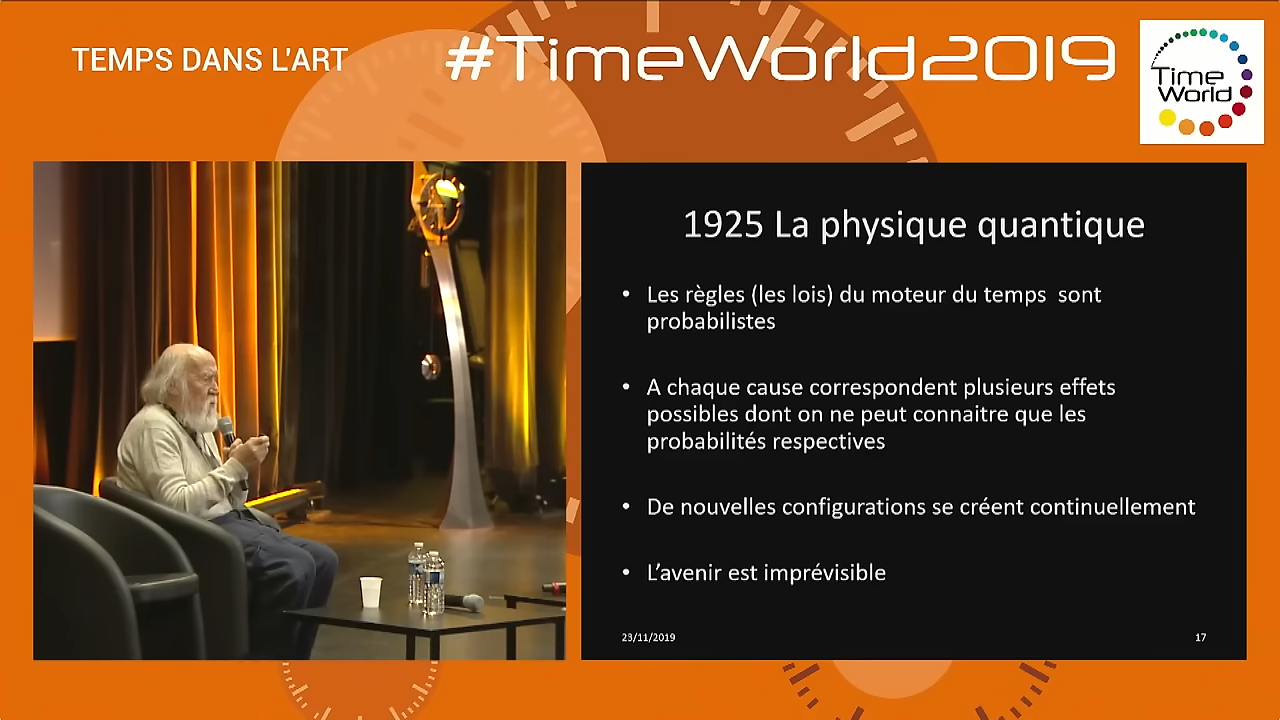 TEMPS DANS L'ART
#TimeWorld2019
Time
World
1925 La physique quantique
• Les règles (les lois) du moteur du temps sont
probabilistes
• A chaque cause correspondent plusieurs effets
possibles dont on ne peut connaitre que les
probabilités respectives
• De nouvelles configurations se créent continuellement
• L’avenir est imprévisible
23/11/2019
17